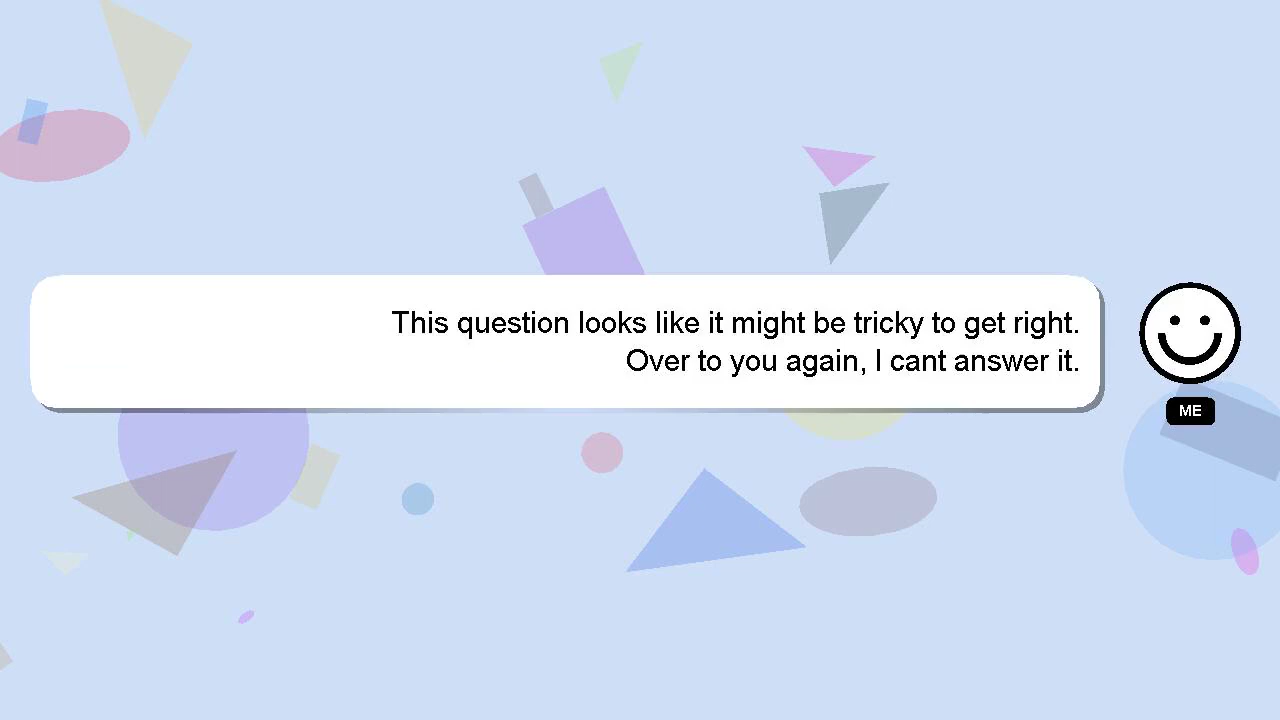 This question looks like it might be tricky to get right.
Over to you again, I cant answer it.
ME